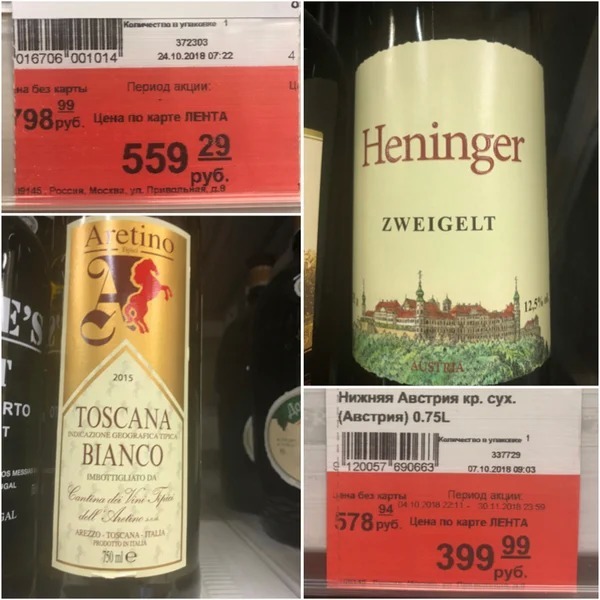 Количество в упаковке 1
016706 001014
372303
24.10.2018 07:22
на без карты
Период акции:
798 99 руб.
Цена по карте ЛЕНТА
559 29 руб.
Россия, Москва, ул. Привольная, д.8
Heninger
ZWEIGELT
12,5%
AUSTRIA
Aretino
2015
TOSCANA
INDICAZIONE GEOGRAFICA TIPICA
BIANCO
IMBOTTIGLIATO DA
Cantina dei Vini Tipici
dell'Aretino
AREZZO - TOSCANA - ITALIA
PRODOTTO IN ITALIA
750 ml e
Нижняя Австрия кр. сух.
(Австрия) 0.75L
Количество в упаковке 1
120057 690663
337729
07.10.2018 09:03
на без карты
Период акции:
04.10.2018 22:11 - 30.11.2018 23:59
578 94 руб.
Цена по карте ЛЕНТА
399 99 руб.